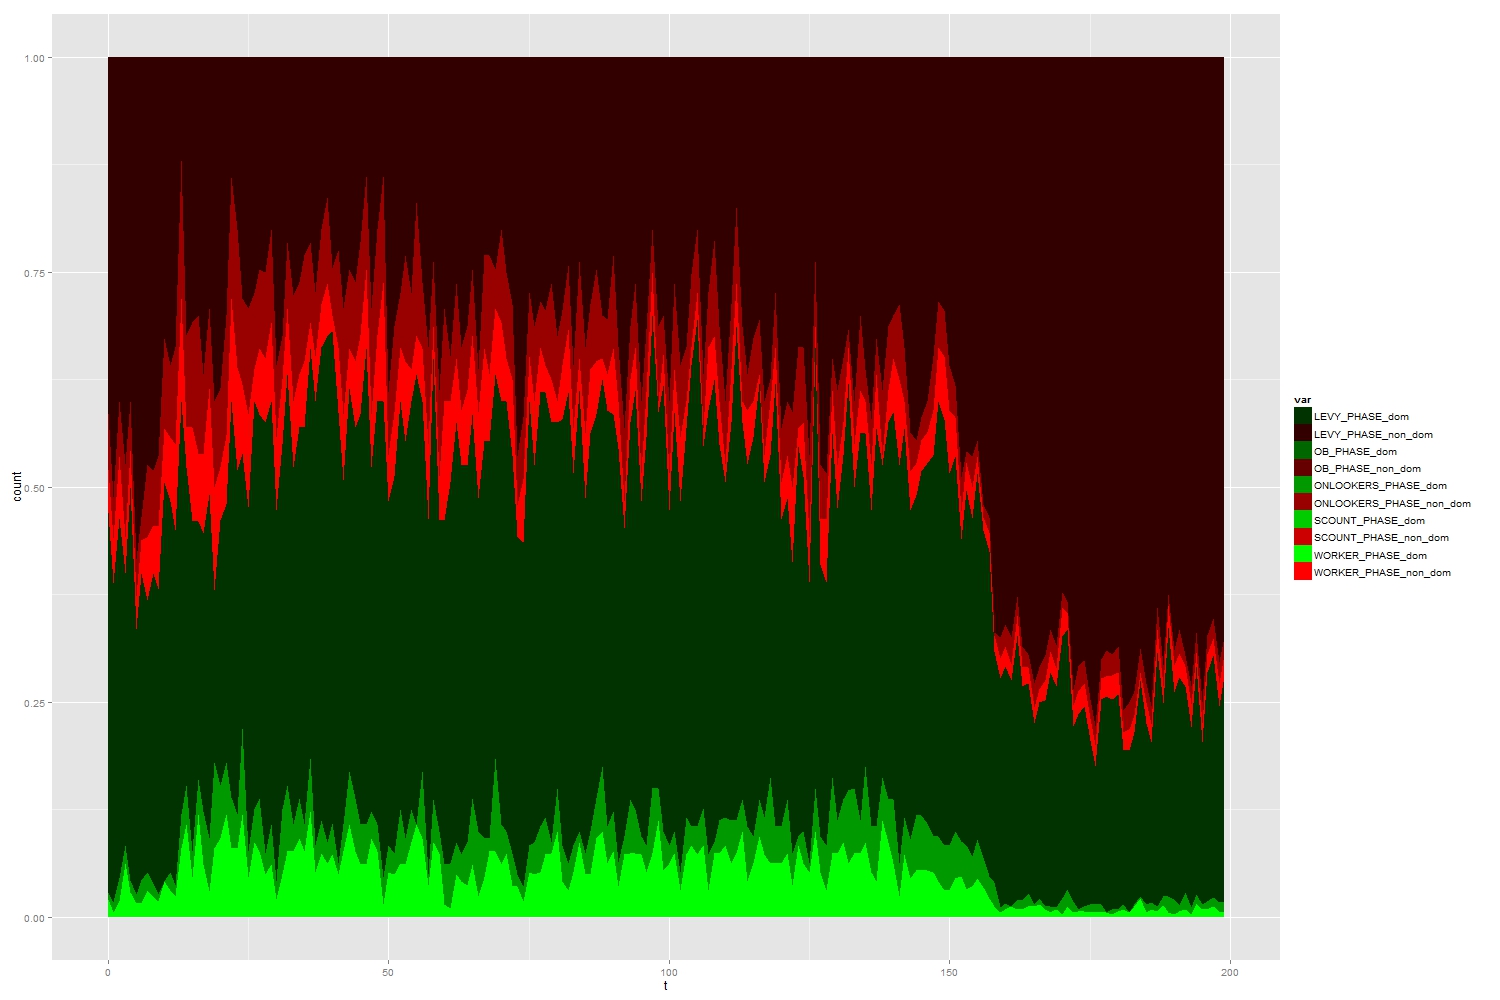 1.00
0.75
0.50
0.25
0.00
count
0
50
100
150
200
t
var
LEVY_PHASE_dom
LEVY_PHASE_non_dom
OB_PHASE_dom
OB_PHASE_non_dom
ONLOOKERS_PHASE_dom
ONLOOKERS_PHASE_non_dom
SCOUNT_PHASE_dom
SCOUNT_PHASE_non_dom
WORKER_PHASE_dom
WORKER_PHASE_non_dom